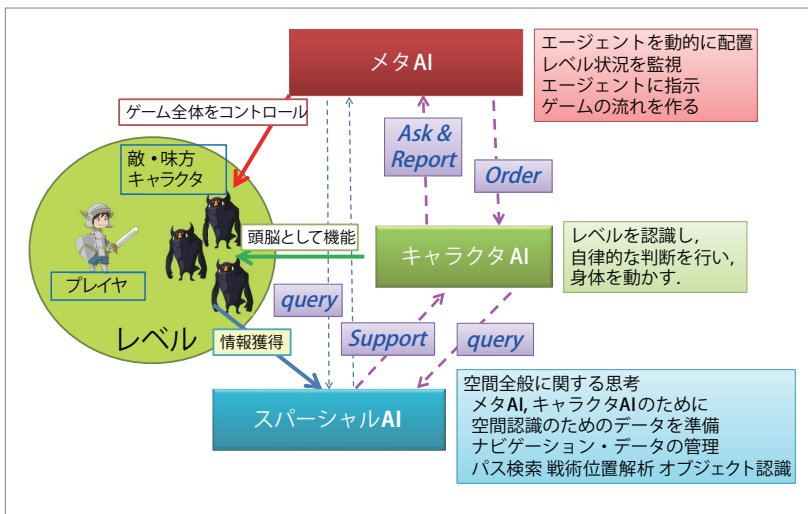 メタAI
エージェントを動的に配置
レベル状況を監視
エージェントに指示
ゲームの流れを作る
ゲーム全体をコントロール
Ask &
Report
Order
敵・味方
キャラクタ
プレイヤ
レベル
頭脳として機能
キャラクタ AI
レベルを認識し,
自律的な判断を行い,
身体を動かす.
query
情報獲得
Support
query
スパーシャルAI
空間全般に関する思考
メタAI, キャラクタAIのために
空間認識のためのデータを準備
ナビゲーション・データの管理
パス検索 戦術位置解析 オブジェクト認識